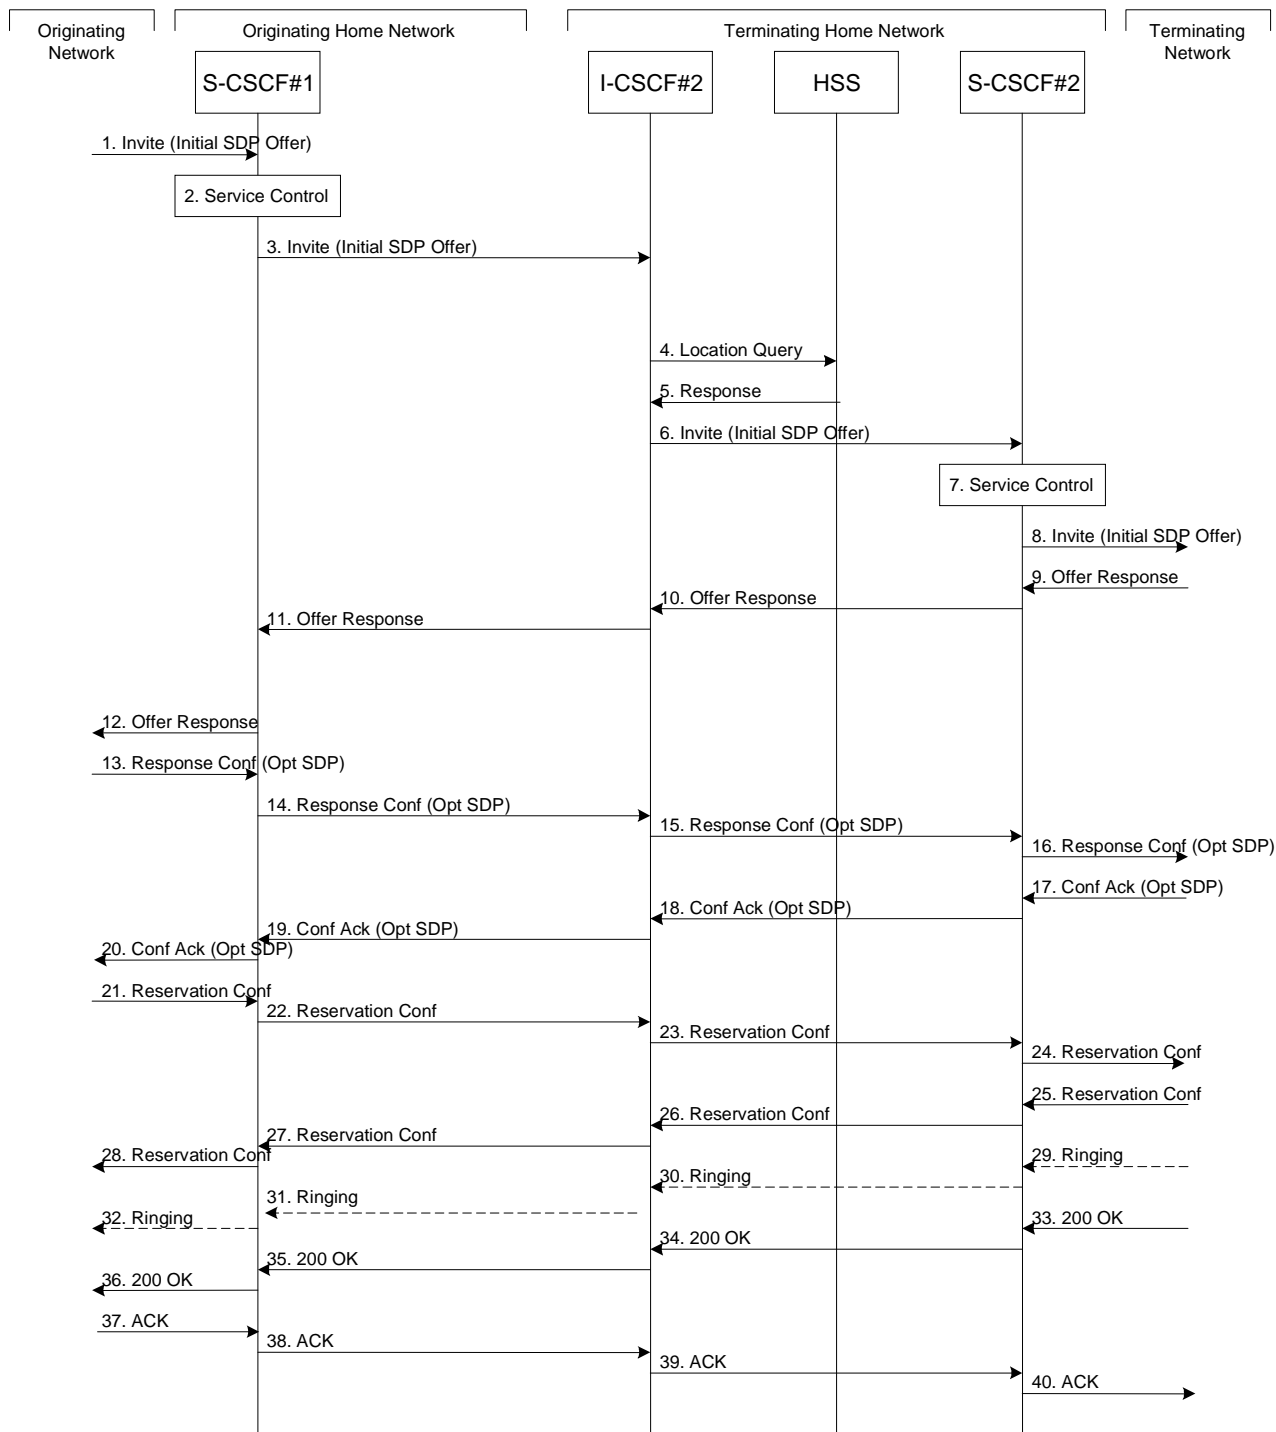 Originating
Network
Originating Home Network
Terminating Home Network
Terminating
Network
S-CSCF#1
I-CSCF#2
HSS
S-CSCF#2
1. Invite (Initial SDP Offer)
2. Service Control
3. Invite (Initial SDP Offer)
4. Location Query
5. Response
6. Invite (Initial SDP Offer)
7. Service Control
8. Invite (Initial SDP Offer)
9. Offer Response
10. Offer Response
11. Offer Response
12. Offer Response
13. Response Conf (Opt SDP)
14. Response Conf (Opt SDP)
15. Response Conf (Opt SDP)
16. Response Conf (Opt SDP)
17. Conf Ack (Opt SDP)
18. Conf Ack (Opt SDP)
19. Conf Ack (Opt SDP)
20. Conf Ack (Opt SDP)
21. Reservation Conf
22. Reservation Conf
23. Reservation Conf
24. Reservation Conf
25. Reservation Conf
26. Reservation Conf
27. Reservation Conf
28. Reservation Conf
29. Ringing
30. Ringing
31. Ringing
32. Ringing
33. 200 OK
34. 200 OK
35. 200 OK
36. 200 OK
37. ACK
38. ACK
39. ACK
40. ACK